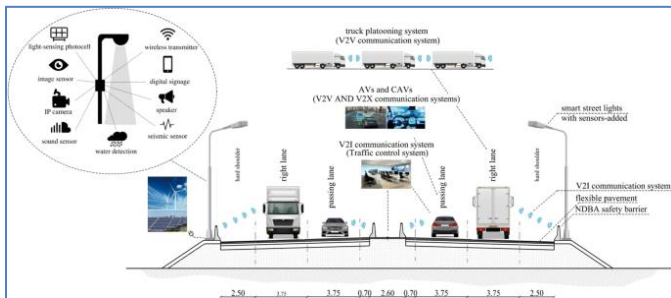 light-sensing photocell
image sensor
IP camera
sound sensor
water detection
wireless transmitter
digital signage
speaker
seismic sensor
truck platooning system
(V2V communication system)
AVs and CAVs
(V2V AND V2X communication systems)
V2I communication system
(Traffic control system)
smart street lights
with sensors-added
hard shoulder
right lane
passing lane
passing lane
right lane
hard shoulder
V2I communication system
flexible pavement
NDBA safety barrier
2.50 3.75 3.75 0.70 2.60 0.70 3.75 3.75 2.50